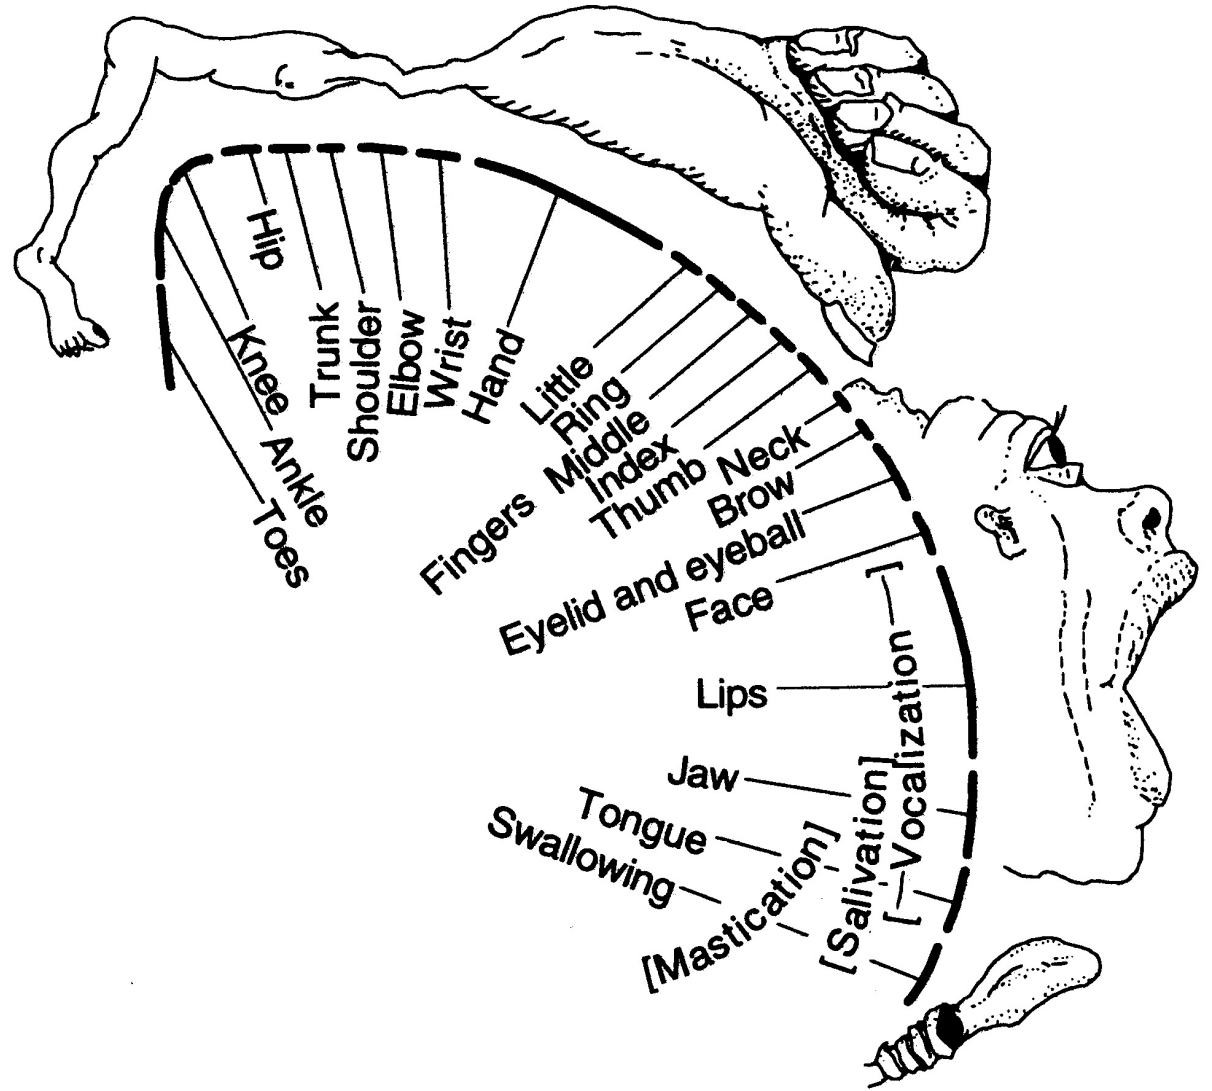 Toes
Ankle
Knee
Hip
Trunk
Shoulder
Elbow
Wrist
Hand
Fingers
Little
Ring
Middle
Index
Thumb
Neck
Brow
Eyelid and eyeball
Face
Lips
Jaw
Tongue
Swallowing
[Mastication]
[Salivation]
[Vocalization]